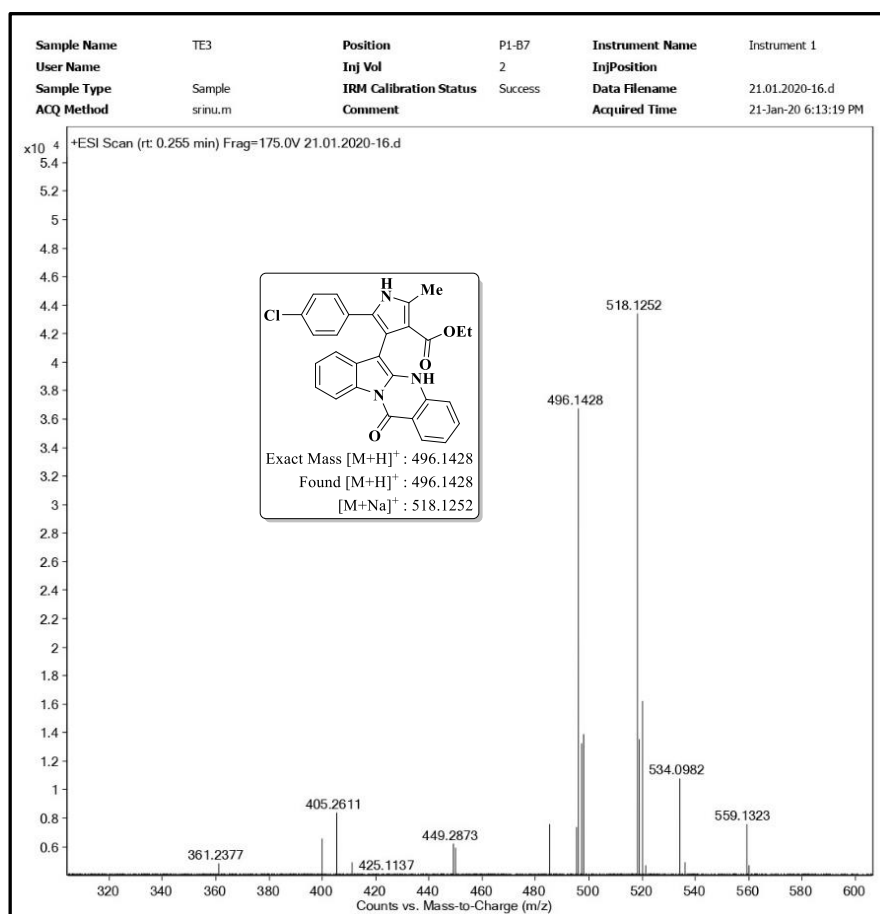 Sample Name TE3 Position P1-B7 Instrument Name Instrument 1
User Name Inj Vol 2 InjPosition
Sample Type Sample IRM Calibration Status Success Data Filename 21.01.2020-16.d
ACQ Method srinu.m Comment Acquired Time 21-Jan-20 6:13:19 PM
x10 4 +ESI Scan (rt: 0.255 min) Frag=175.0V 21.01.2020-16.d
5.4
5.2
5
4.8
4.6
4.4
4.2
4
3.8
3.6
3.4
3.2
3
2.8
2.6
2.4
2.2
2
1.8
1.6
1.4
1.2
1
0.8
0.6
H
N
Me
Cl
OEt
O
NH
N
O
Exact Mass [M+H]+ : 496.1428
Found [M+H]+ : 496.1428
[M+Na]+ : 518.1252
518.1252
496.1428
534.0982
405.2611
559.1323
449.2873
361.2377
425.1137
320 340 360 380 400 420 440 460 480 500 520 540 560 580 600
Counts vs. Mass-to-Charge (m/z)